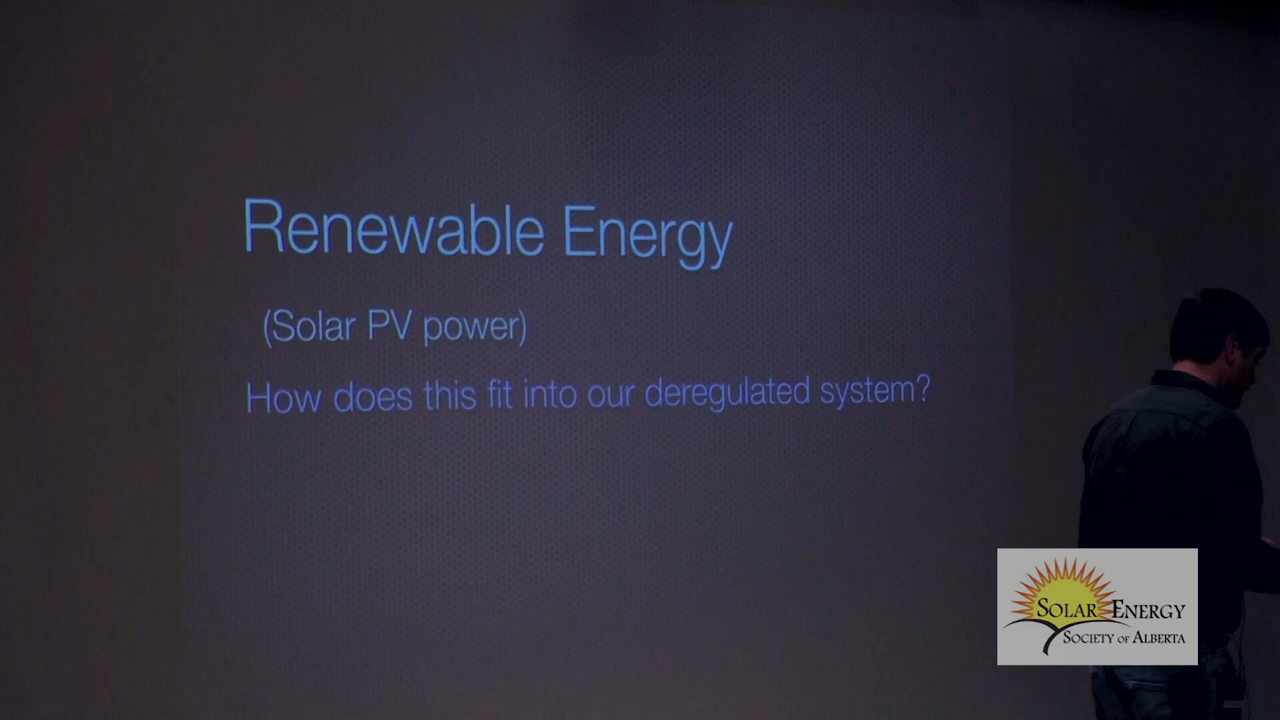 Renewable Energy
(Solar PV power)
How does this fit into our deregulated system?
SOLAR ENERGY
SOCIETY OF ALBERTA